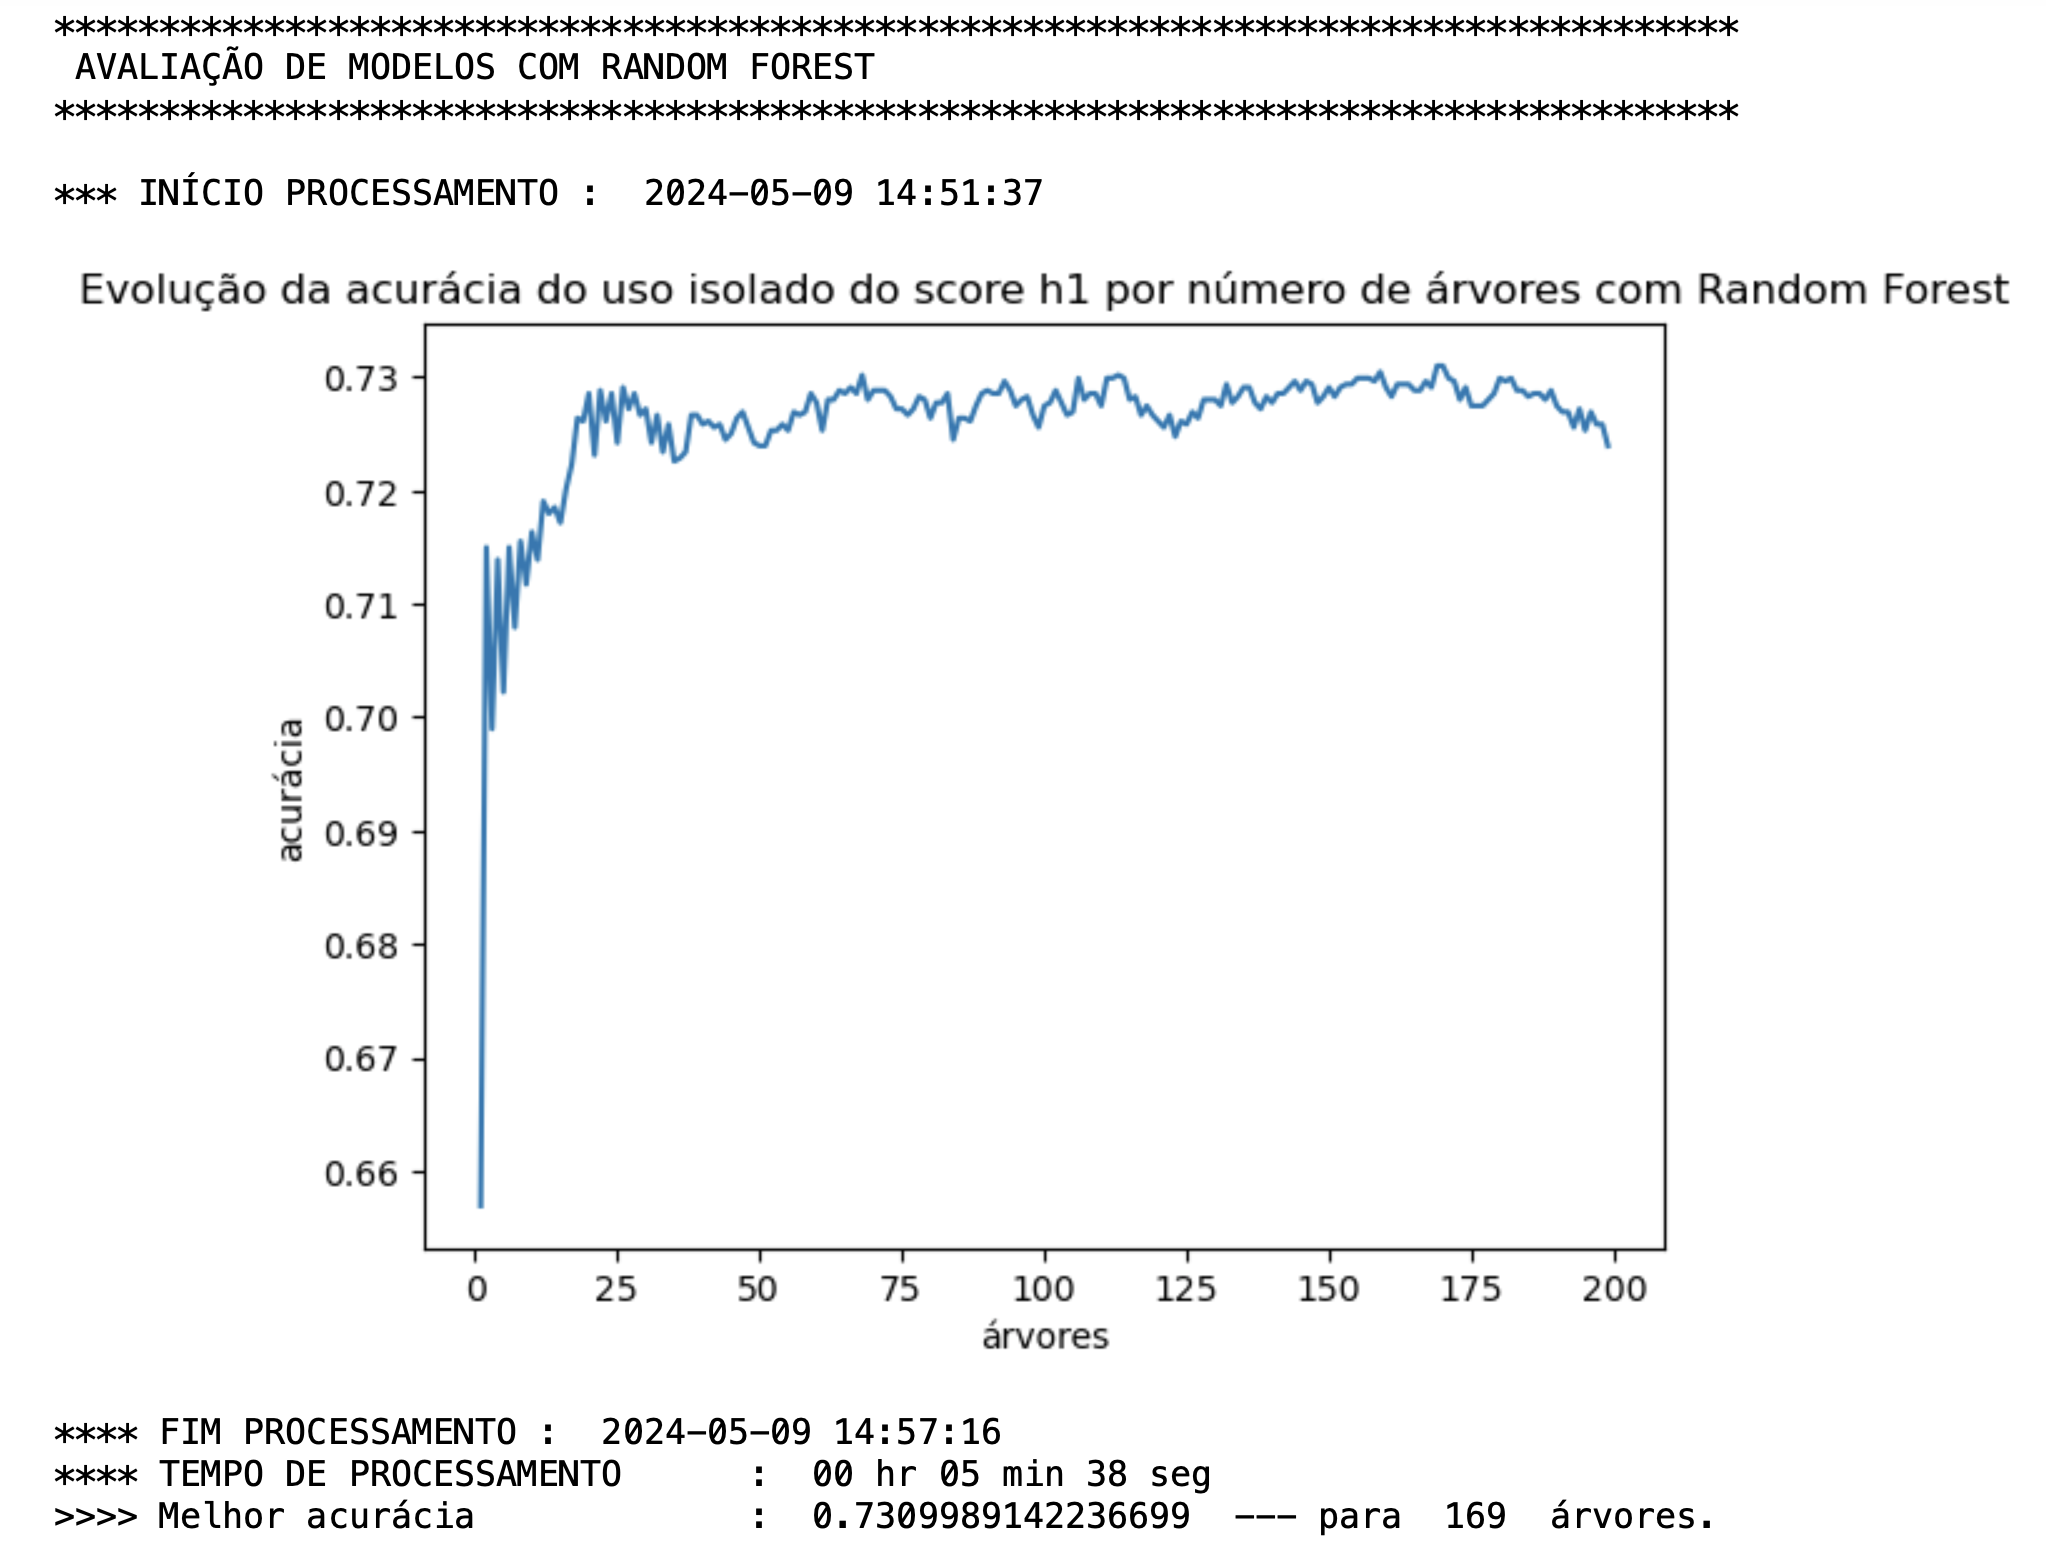 ********************************************************************************
AVALIAÇÃO DE MODELOS COM RANDOM FOREST
********************************************************************************
*** INÍCIO PROCESSAMENTO :  2024-05-09 14:51:37
Evolução da acurácia do uso isolado do score h1 por número de árvores com Random Forest
0.73
0.72
0.71
0.70
0.69
0.68
0.67
0.66
acurácia
0 25 50 75 100 125 150 175 200
árvores
**** FIM PROCESSAMENTO :  2024-05-09 14:57:16
**** TEMPO DE PROCESSAMENTO      :  00 hr 05 min 38 seg
>>>> Melhor acurácia             :  0.7309989142236699  --- para  169  árvores.